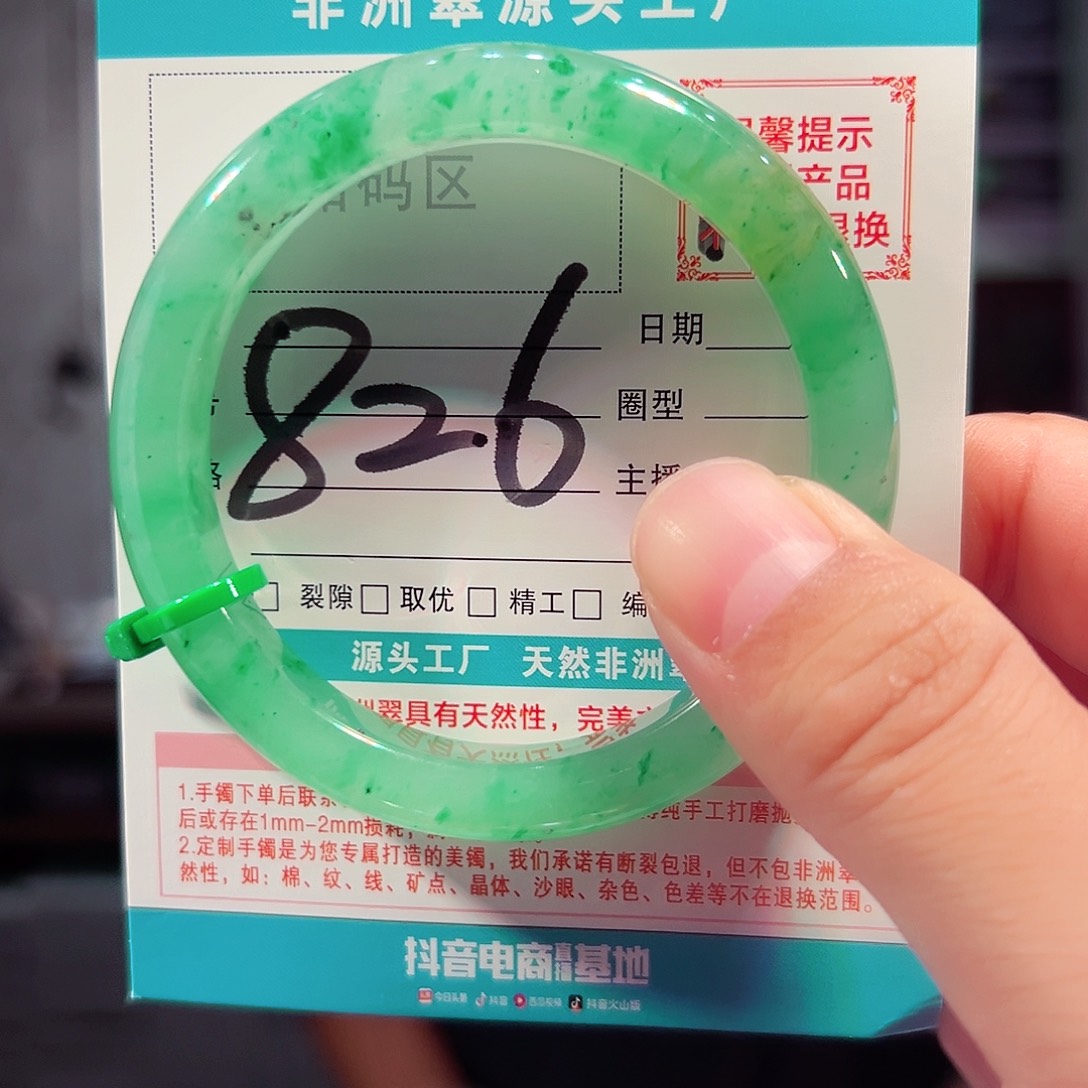 非洲翠源头工厂
码区
馨提示
产品
退换
826
日期
圈型
主播
裂隙 取优 精工 编
源头工厂 天然非洲翠
翠具有天然性，完美
1.手镯下单后联系
纯手工打磨抛
后或存在1mm-2mm损耗，
2.定制手镯是为您专属打造的美镯，我们承诺有断裂包退，但不包非洲翠
然性，如：棉、纹、线、矿点、晶体、沙眼、杂色、色差等不在退换范围。
抖音电商直播基地
今日头条 抖音 西瓜视频 抖音火山版